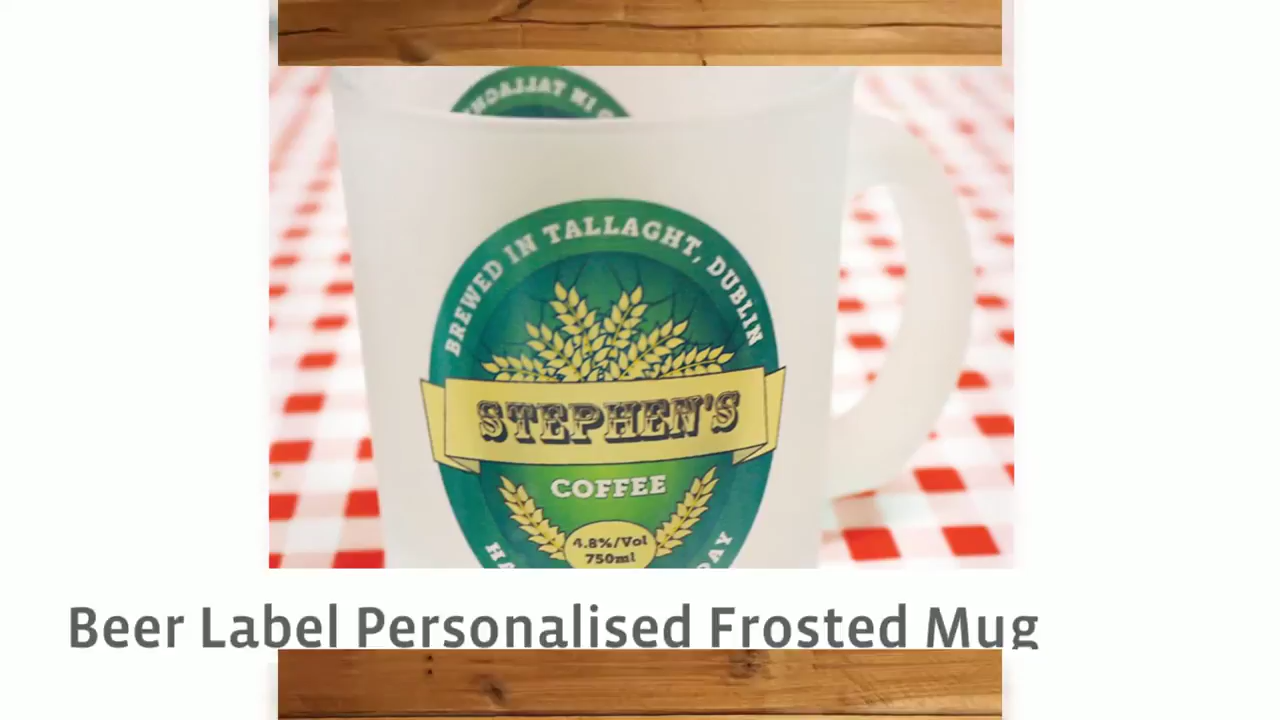 BREWED IN TALLAGHT, DUBLIN
STEPHEN'S
COFFEE
4.8%/Vol
750ml
Beer Label Personalised Frosted Mug